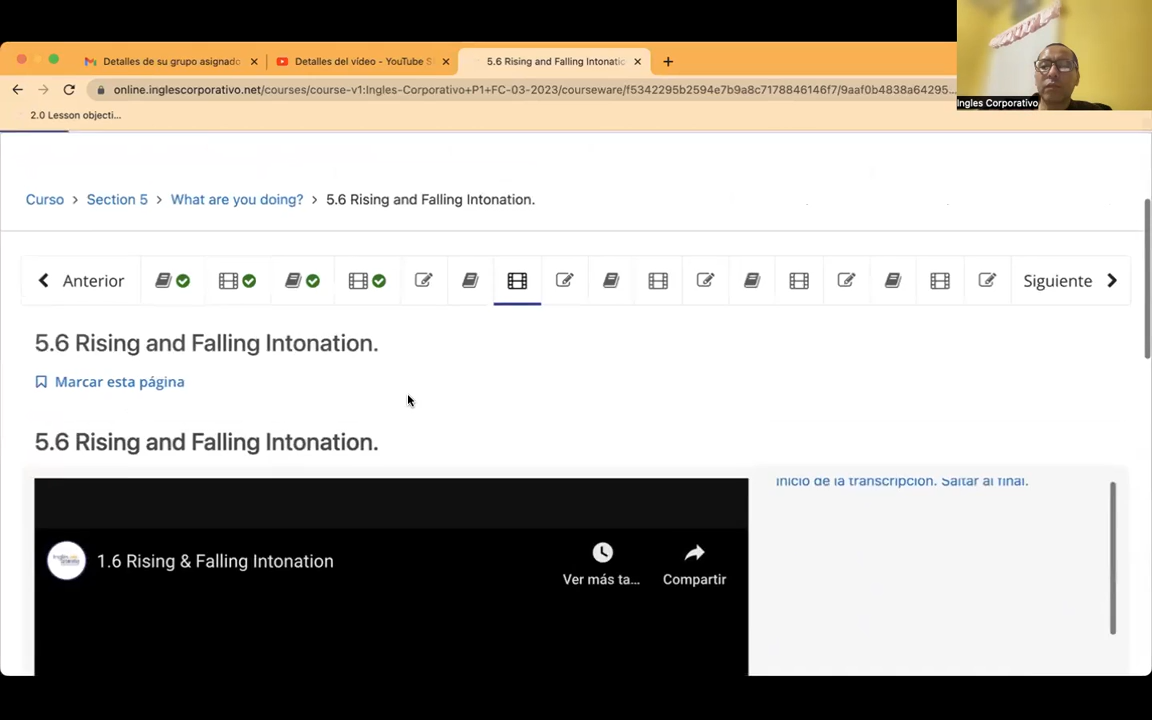 Detalles de su grupo asignado
Detalles del vídeo - YouTube S
5.6 Rising and Falling Intonatio
online.inglescorporativo.net/courses/course-v1:Ingles-Corporativo+P1+FC-03-2023/courseware/f5342295b2594e7b9a8c7178846146f7/9aaf0b4838a64295...
Ingles Corporativo
2.0 Lesson objecti...
Curso > Section 5 > What are you doing? > 5.6 Rising and Falling Intonation.
Anterior
Siguiente
5.6 Rising and Falling Intonation.
Marcar esta página
5.6 Rising and Falling Intonation.
Inicio de la transcripción. Saltar al final.
1.6 Rising & Falling Intonation
Ver más ta...
Compartir